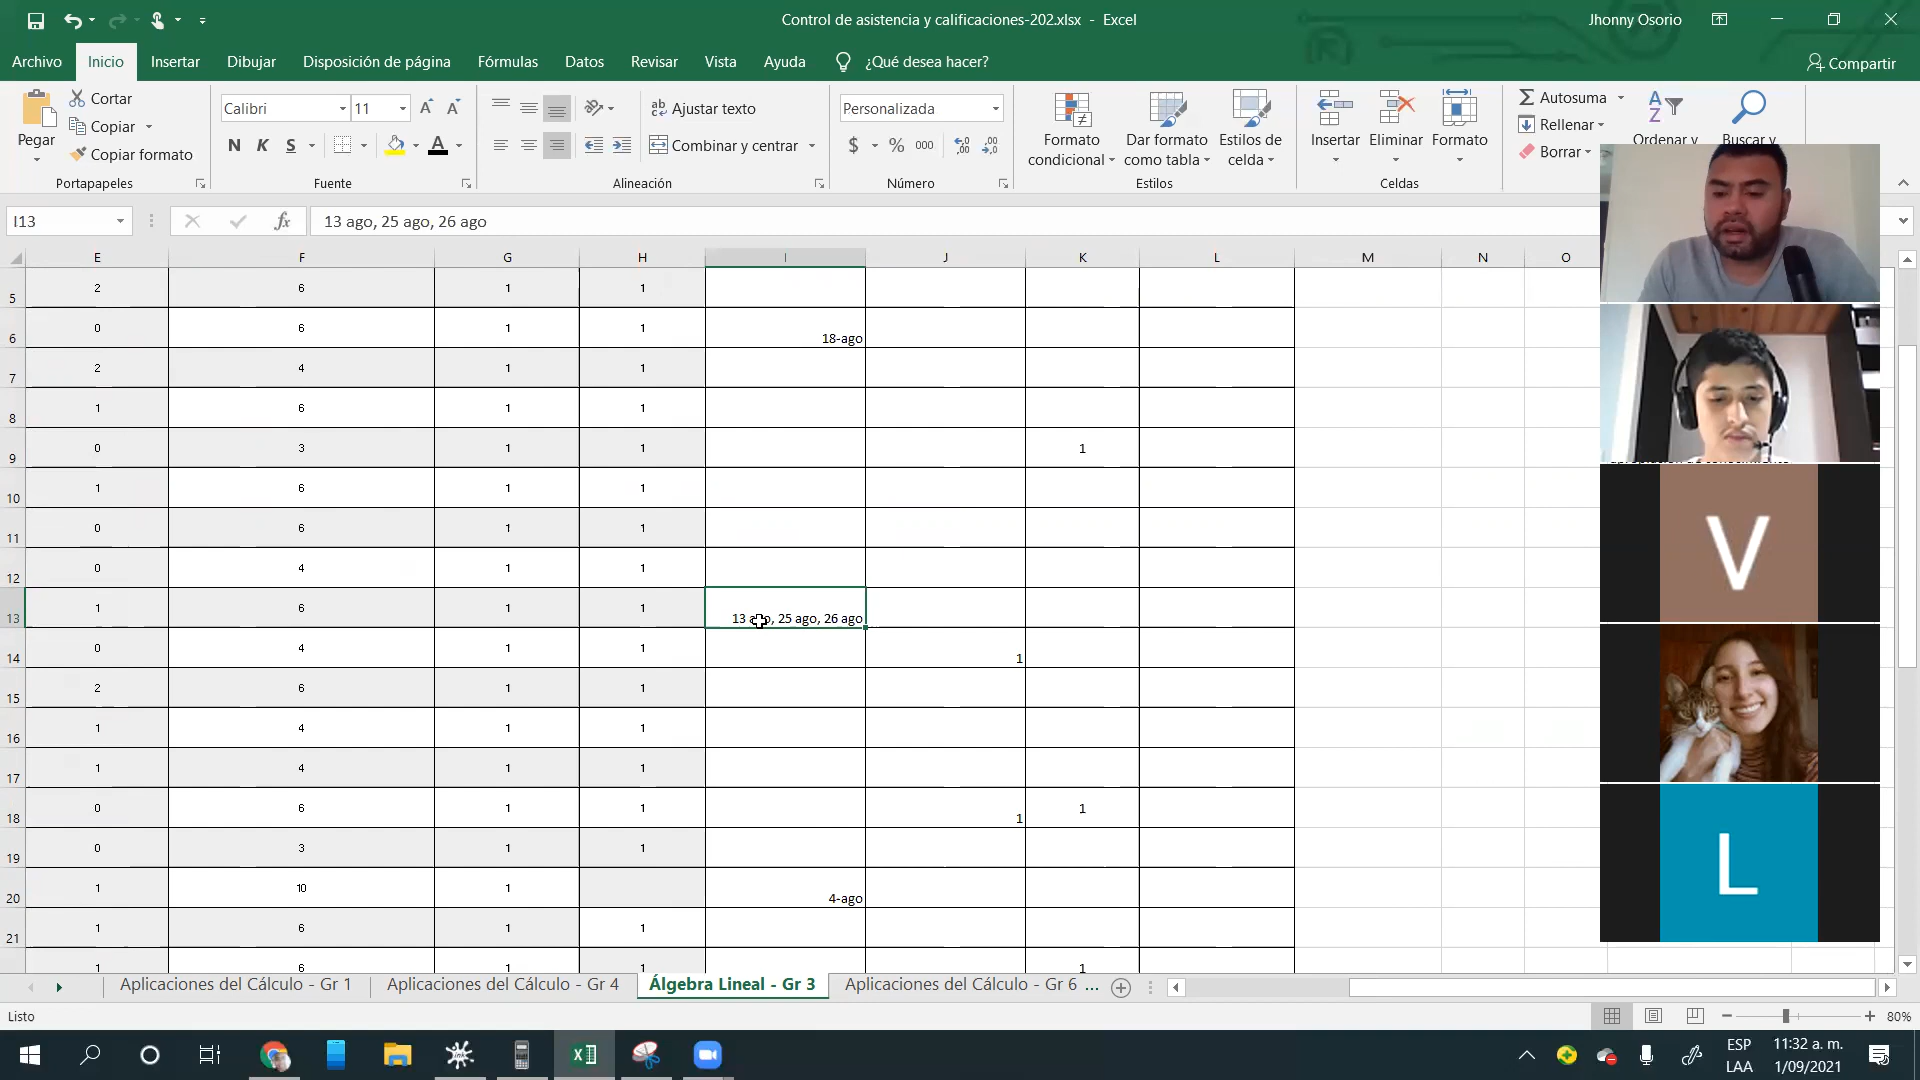 Control de asistencia y calificaciones-202.xlsx - Excel
Jhonny Osorio
Archivo Inicio Insertar Dibujar Disposición de página Fórmulas Datos Revisar Vista Ayuda ¿Qué desea hacer? Compartir
Pegar
Cortar
Copiar
Copiar formato
Portapapeles
Calibri 11
N K S A
Fuente
Ajustar texto
Combinar y centrar
Alineación
Personalizada
$ % 000
Número
Formato condicional
Dar formato como tabla
Estilos de celda
Estilos
Insertar
Eliminar
Formato
Celdas
Autosuma
Rellenar
Borrar
Ordenar y
Buscar y
I13 fx 13 ago, 25 ago, 26 ago
E F G H I J K L M N O
5 2 6 1 1
6 0 6 1 1 18-ago
7 2 4 1 1
8 1 6 1 1
9 0 3 1 1 1
10 1 6 1 1
11 0 6 1 1
12 0 4 1 1
13 1 6 1 1 13 ago, 25 ago, 26 ago
14 0 4 1 1 1
15 2 6 1 1
16 1 4 1 1
17 1 4 1 1
18 0 6 1 1 1 1
19 0 3 1 1
20 1 10 1 4-ago
21 1 6 1 1
1 6 1 1 1
V
L
Aplicaciones del Cálculo - Gr 1 Aplicaciones del Cálculo - Gr 4 Álgebra Lineal - Gr 3 Aplicaciones del Cálculo - Gr 6 ...
Listo
80%
ESP
LAA
11:32 a. m.
1/09/2021